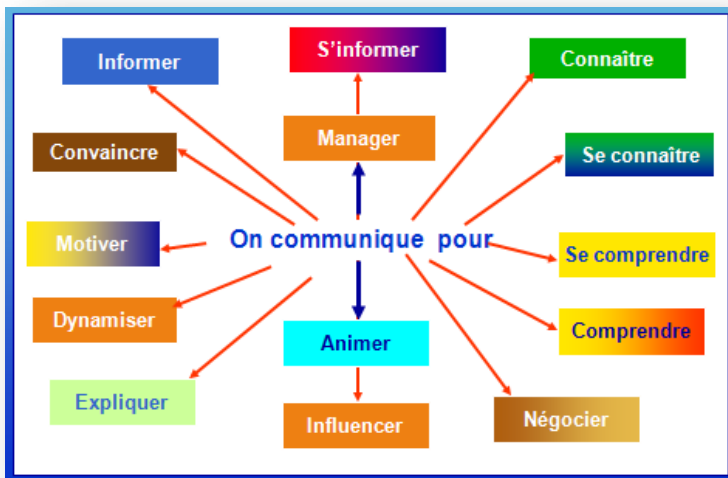 S'informer
Informer
Connaître
Manager
Convaincre
Se connaître
On communique pour
Motiver
Se comprendre
Dynamiser
Comprendre
Animer
Expliquer
Influencer
Négocier